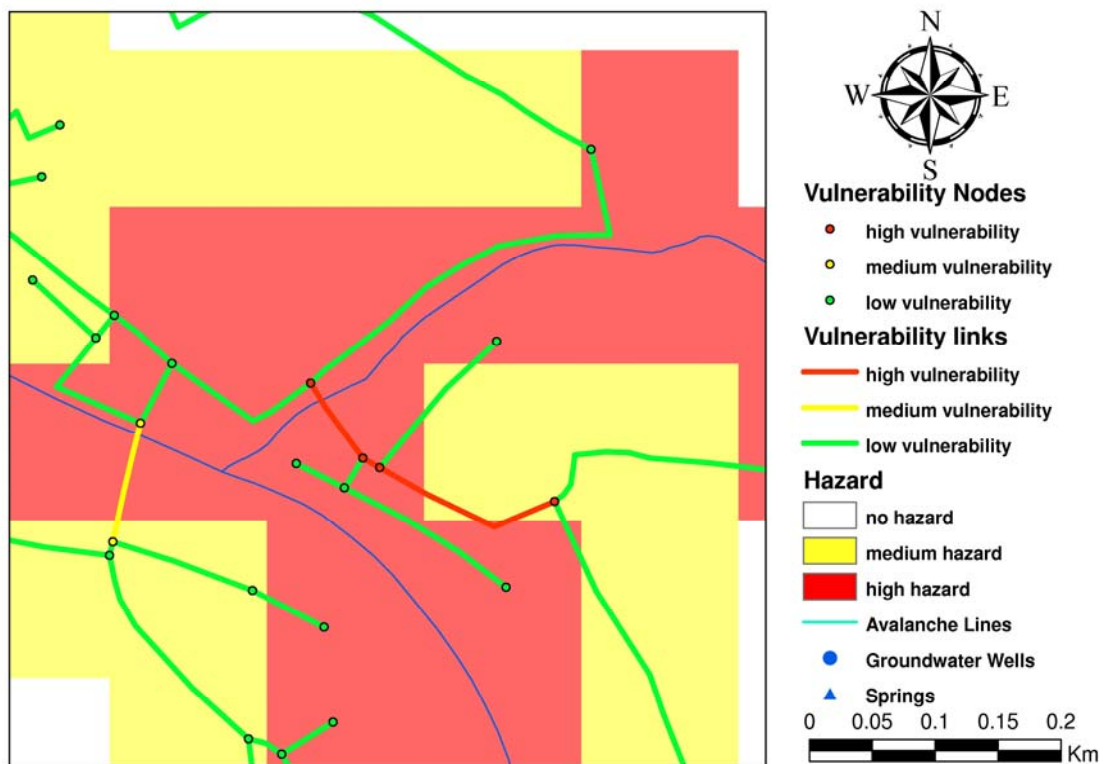 N
W E
S
Vulnerability Nodes
high vulnerability
medium vulnerability
low vulnerability
Vulnerability links
high vulnerability
medium vulnerability
low vulnerability
Hazard
no hazard
medium hazard
high hazard
Avalanche Lines
Groundwater Wells
Springs
0 0.05 0.1 0.15 0.2
Km